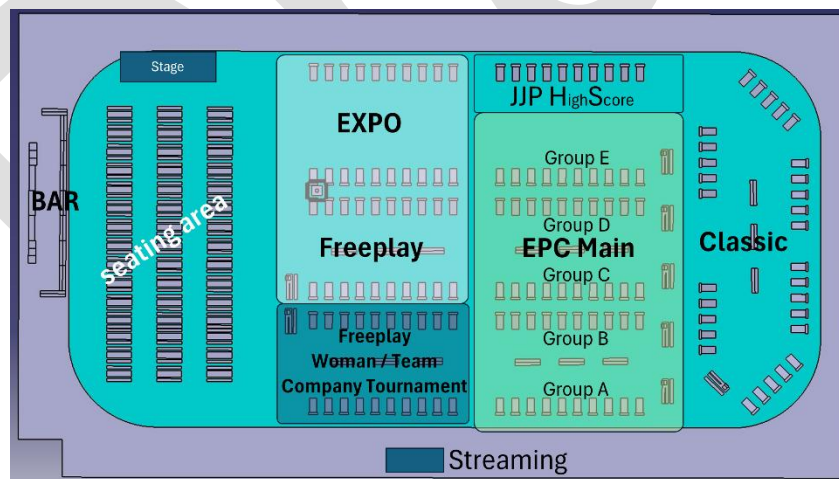 Stage
BAR
seating area
EXPO
Freeplay
Freeplay
Woman / Team
Company Tournament
JJP HighScore
Group E
Group D
EPC Main
Group C
Group B
Group A
Classic
Streaming